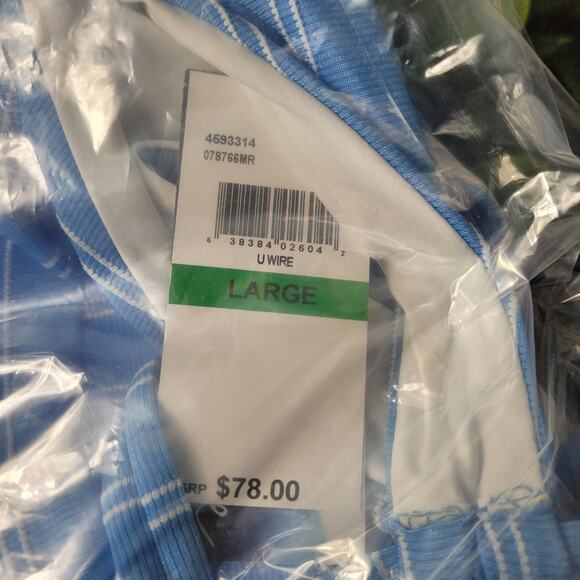 4593314
078766MR
6 38384 02604 2
U WIRE
LARGE
SRP $78.00